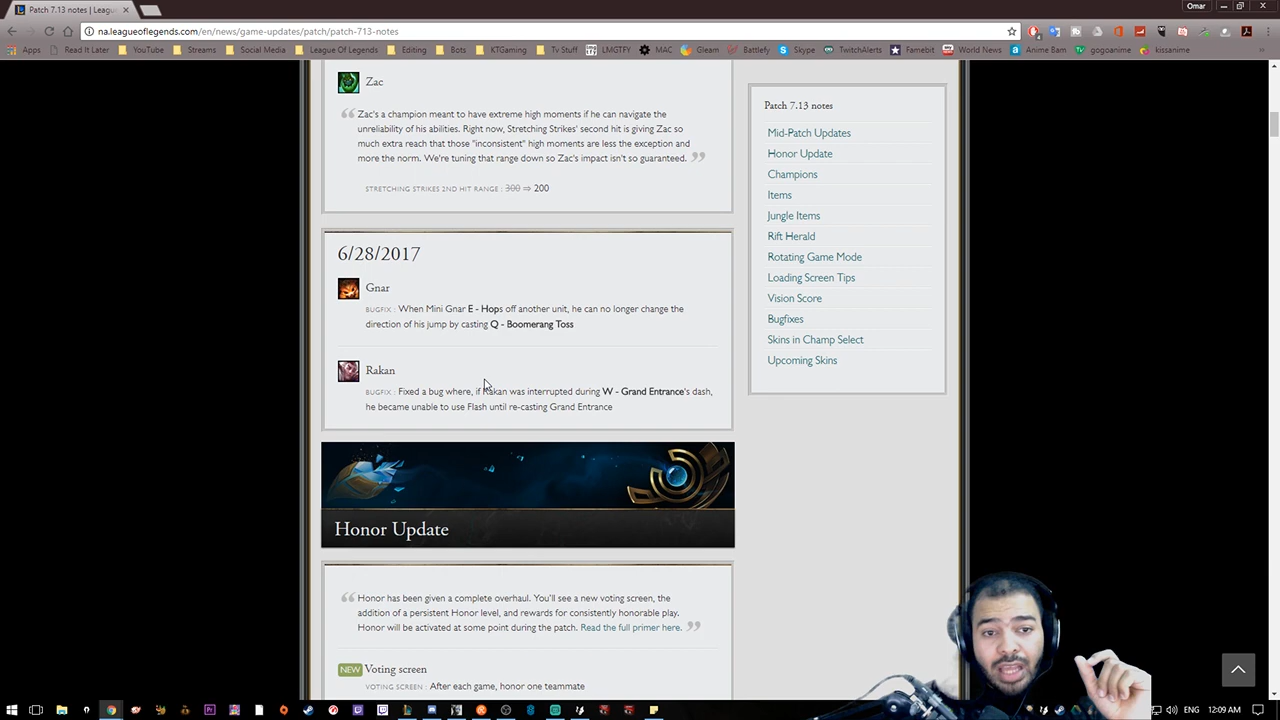 Patch 7.13 notes | Leagu
Omar
na.leagueoflegends.com/en/news/game-updates/patch/patch-713-notes
Apps Read It Later YouTube Streams Social Media League Of Legends Editing Bots KTGaming Tv Stuff LMGTFY MAC Gleam Battlefy Skype TwitchAlerts Famebit World News Anime Bam gogoanime kissanime
Zac
Zac's a champion meant to have extreme high moments if he can navigate the
unreliability of his abilities. Right now, Stretching Strikes' second hit is giving Zac so
much extra reach that those "inconsistent" high moments are less the exception and
more the norm. We're tuning that range down so Zac's impact isn't so guaranteed.
STRETCHING STRIKES 2ND HIT RANGE : 300 ⇒ 200
6/28/2017
Gnar
BUGFIX : When Mini Gnar E - Hops off another unit, he can no longer change the
direction of his jump by casting Q - Boomerang Toss
Rakan
BUGFIX : Fixed a bug where, if Rakan was interrupted during W - Grand Entrance's dash,
he became unable to use Flash until re-casting Grand Entrance
Honor Update
Honor has been given a complete overhaul. You'll see a new voting screen, the
addition of a persistent Honor level, and rewards for consistently honorable play.
Honor will be activated at some point during the patch. Read the full primer here.
NEW Voting screen
VOTING SCREEN : After each game, honor one teammate
Patch 7.13 notes
Mid-Patch Updates
Honor Update
Champions
Items
Jungle Items
Rift Herald
Rotating Game Mode
Loading Screen Tips
Vision Score
Bugfixes
Skins in Champ Select
Upcoming Skins
ENG 12:09 AM